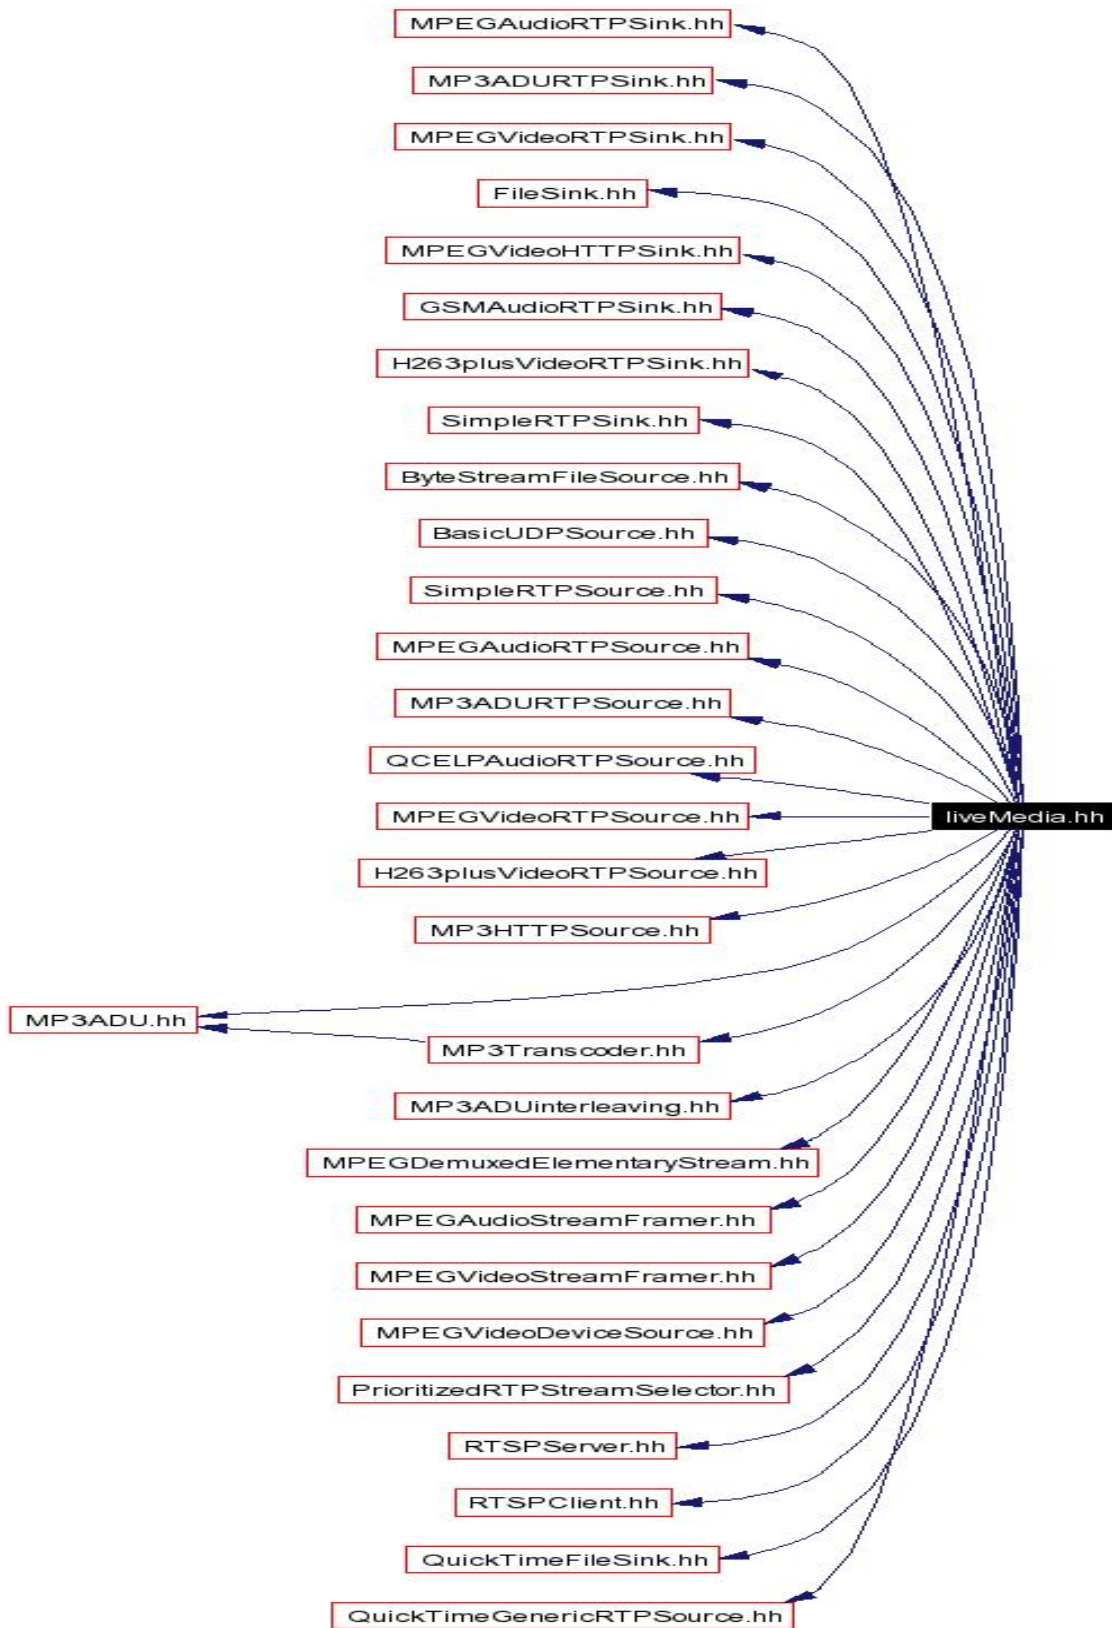 MPEGAudioRTPSink.hh
MP3ADURTPSink.hh
MPEGVideoRTPSink.hh
FileSink.hh
MPEGVideoHTTPSink.hh
GSMAudioRTPSink.hh
H263plusVideoRTPSink.hh
SimpleRTPSink.hh
ByteStreamFileSource.hh
BasicUDPSource.hh
SimpleRTPSource.hh
MPEGAudioRTPSource.hh
MP3ADURTPSource.hh
QCELPAudioRTPSource.hh
MPEGVideoRTPSource.hh
liveMedia.hh
H263plusVideoRTPSource.hh
MP3HTTPSource.hh
MP3ADU.hh
MP3Transcoder.hh
MP3ADUinterleaving.hh
MPEGDemuxedElementaryStream.hh
MPEGAudioStreamFramer.hh
MPEGVideoStreamFramer.hh
MPEGVideoDeviceSource.hh
PrioritizedRTPStreamSelector.hh
RTSPServer.hh
RTSPClient.hh
QuickTimeFileSink.hh
QuickTimeGenericRTPSource.hh